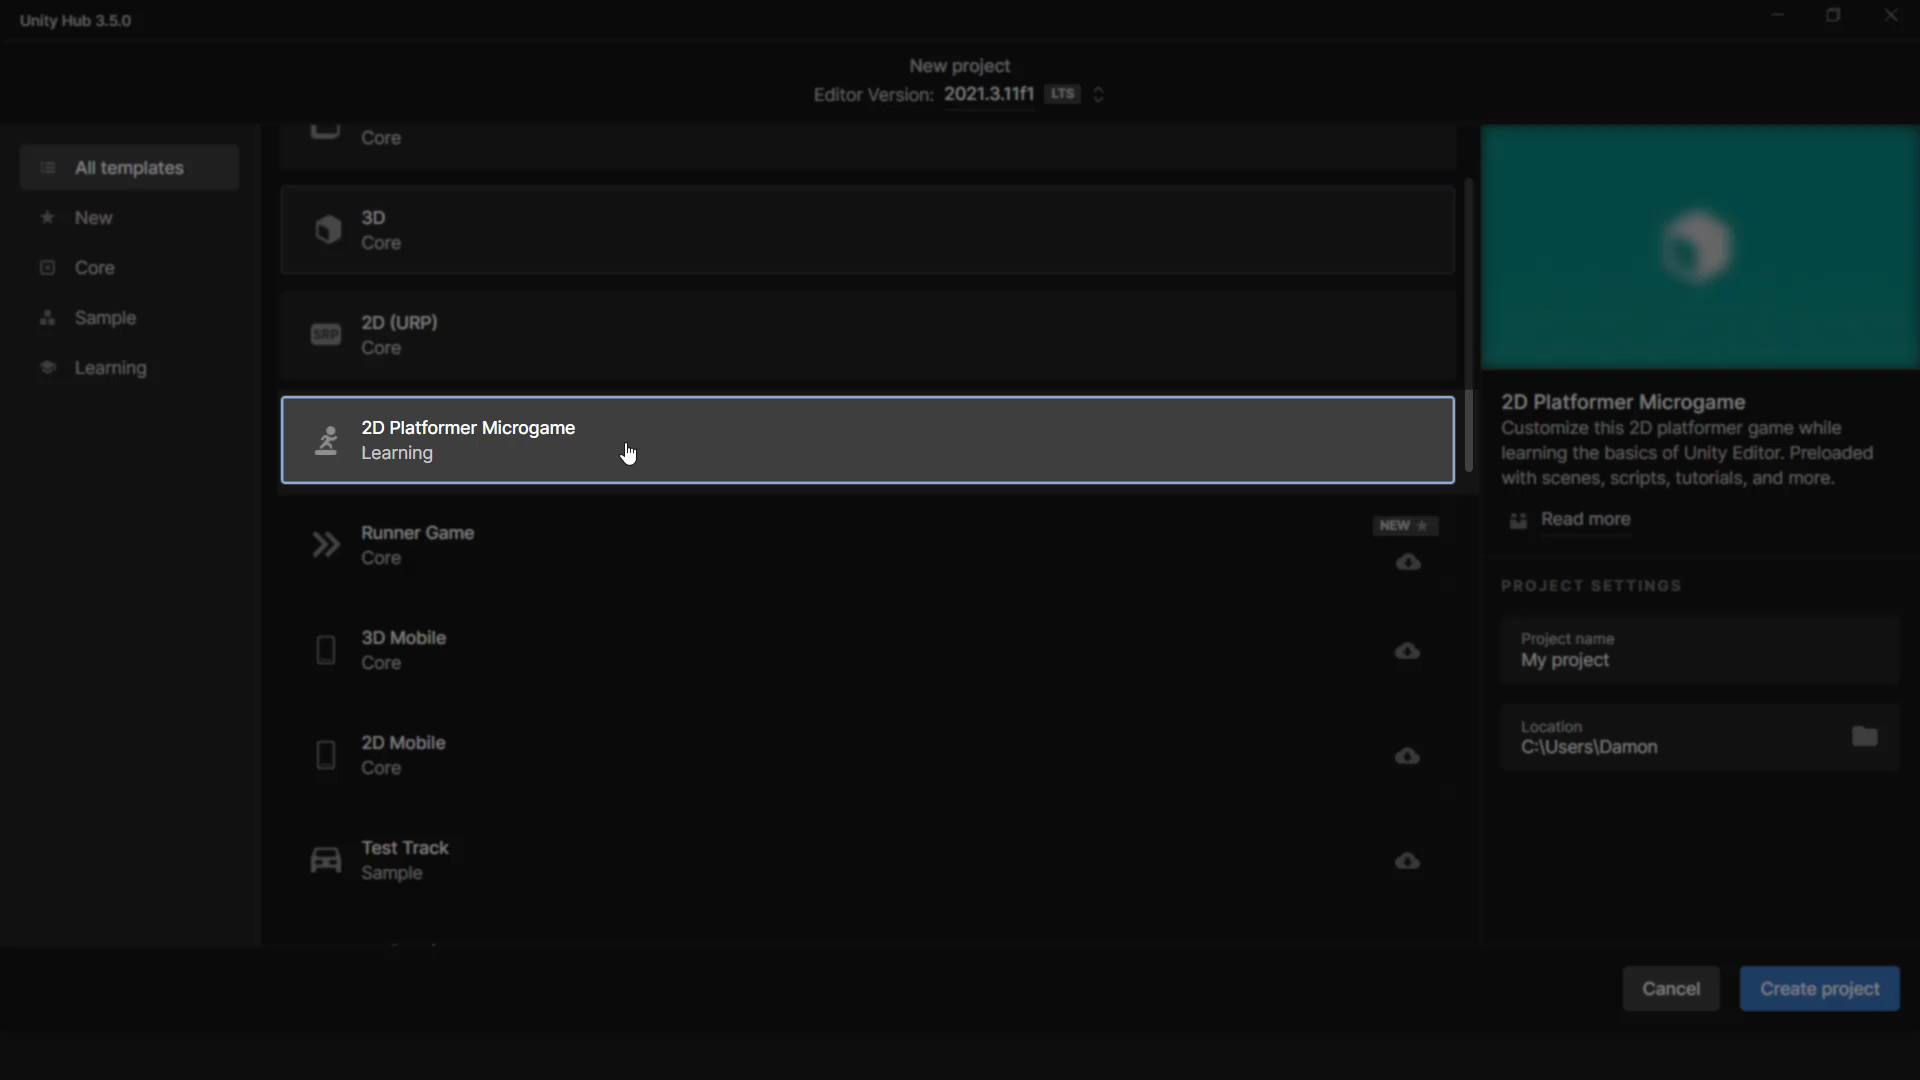 Unity Hub 3.5.0
New project
Editor Version: 2021.3.11f1 LTS
All templates
New
Core
Sample
Learning
Core
3D
Core
SRP
2D (URP)
Core
2D Platformer Microgame
Learning
Runner Game
Core
NEW
3D Mobile
Core
2D Mobile
Core
Test Track
Sample
2D Platformer Microgame
Customize this 2D platformer game while
learning the basics of Unity Editor. Preloaded
with scenes, scripts, tutorials, and more.
Read more
PROJECT SETTINGS
Project name
My project
Location
C:\Users\Damon
Cancel
Create project